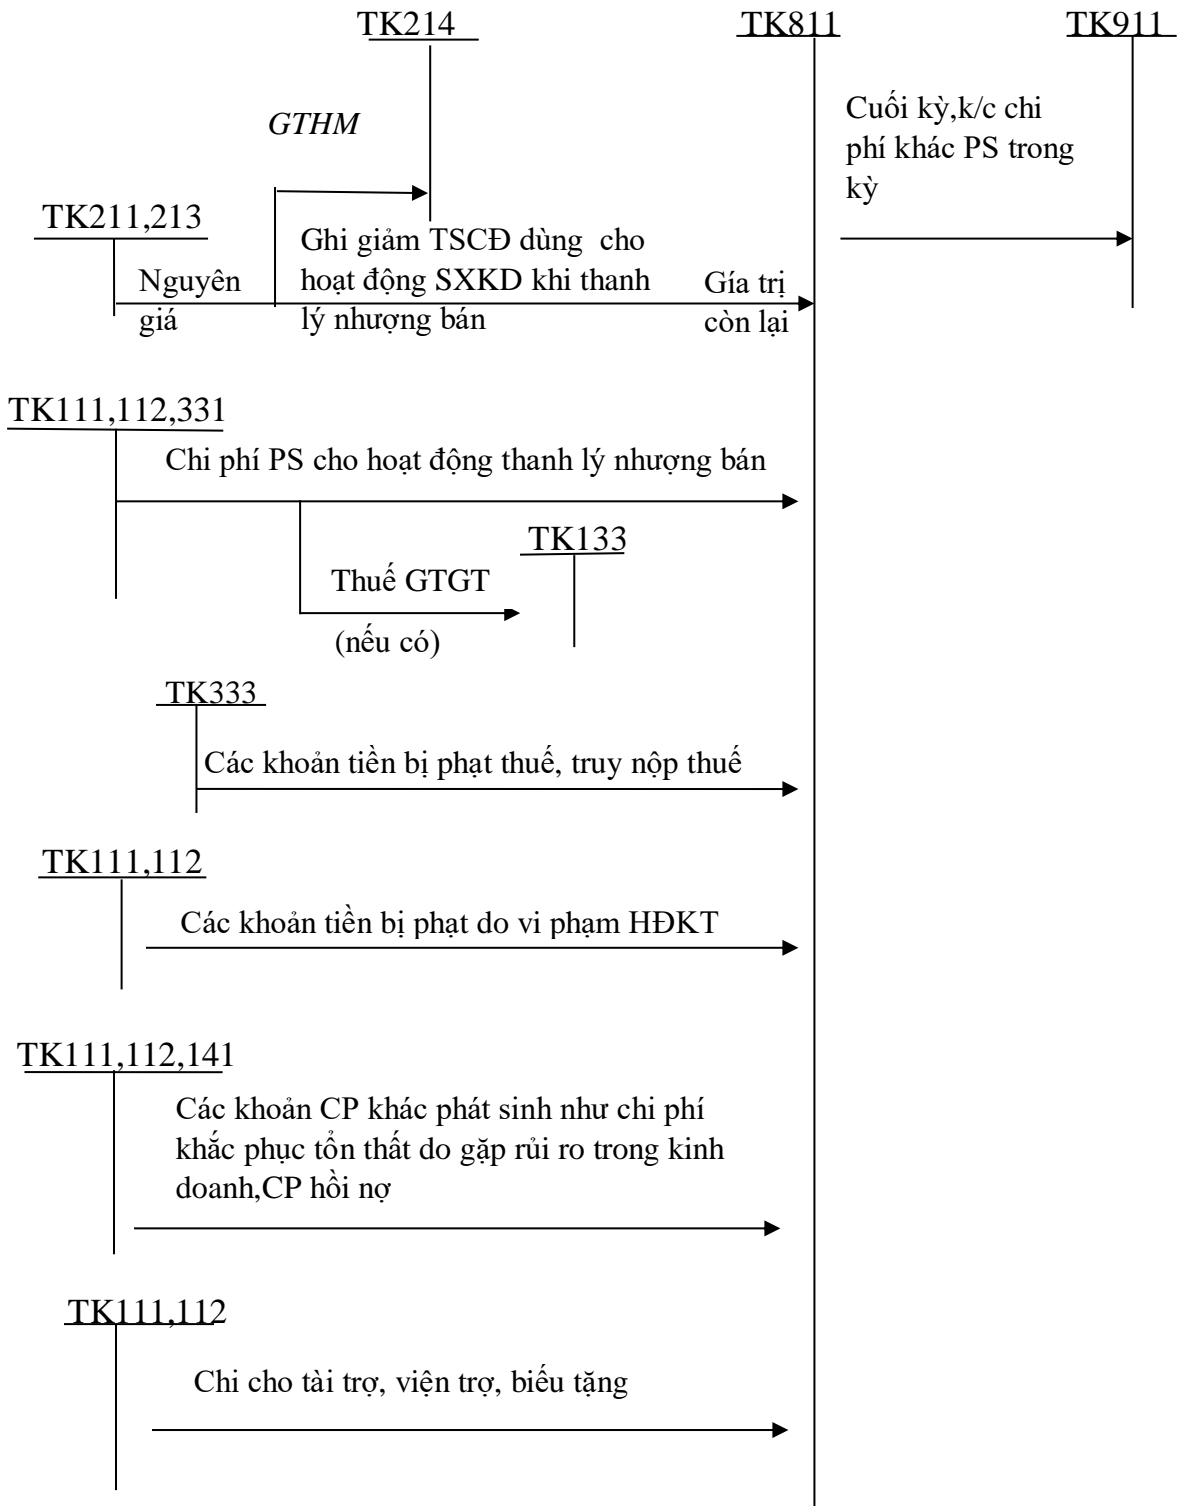 TK214
TK811
TK911
Cuối kỳ,k/c chi
phí khác PS trong
kỳ
GTHM
TK211,213
Nguyên
giá
Ghi giảm TSCĐ dùng cho
hoạt động SXKD khi thanh
lý nhượng bán
Gía trị
còn lại
TK111,112,331
Chi phí PS cho hoạt động thanh lý nhượng bán
TK133
Thuế GTGT
(nếu có)
TK333
Các khoản tiền bị phạt thuế, truy nộp thuế
TK111,112
Các khoản tiền bị phạt do vi phạm HĐKT
TK111,112,141
Các khoản CP khác phát sinh như chi phí
khắc phục tổn thất do gặp rủi ro trong kinh
doanh,CP hồi nợ
TK111,112
Chi cho tài trợ, viện trợ, biếu tặng